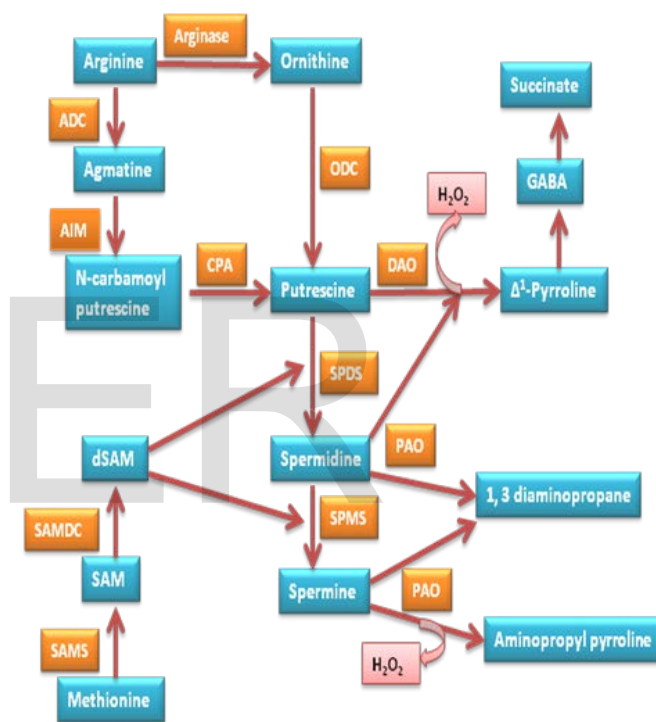 Arginase
Arginine
Ornithine
Succinate
ADC
Agmatine
ODC
H₂O₂
GABA
AIM
N-carbamoyl
putrescine
CPA
Putrescine
DAO
Δ¹-Pyrroline
SPDS
dSAM
Spermidine
PAO
1, 3 diaminopropane
SAMDC
SPMS
SAM
Spermine
PAO
Aminopropyl pyrroline
SAMS
H₂O₂
Methionine
ER